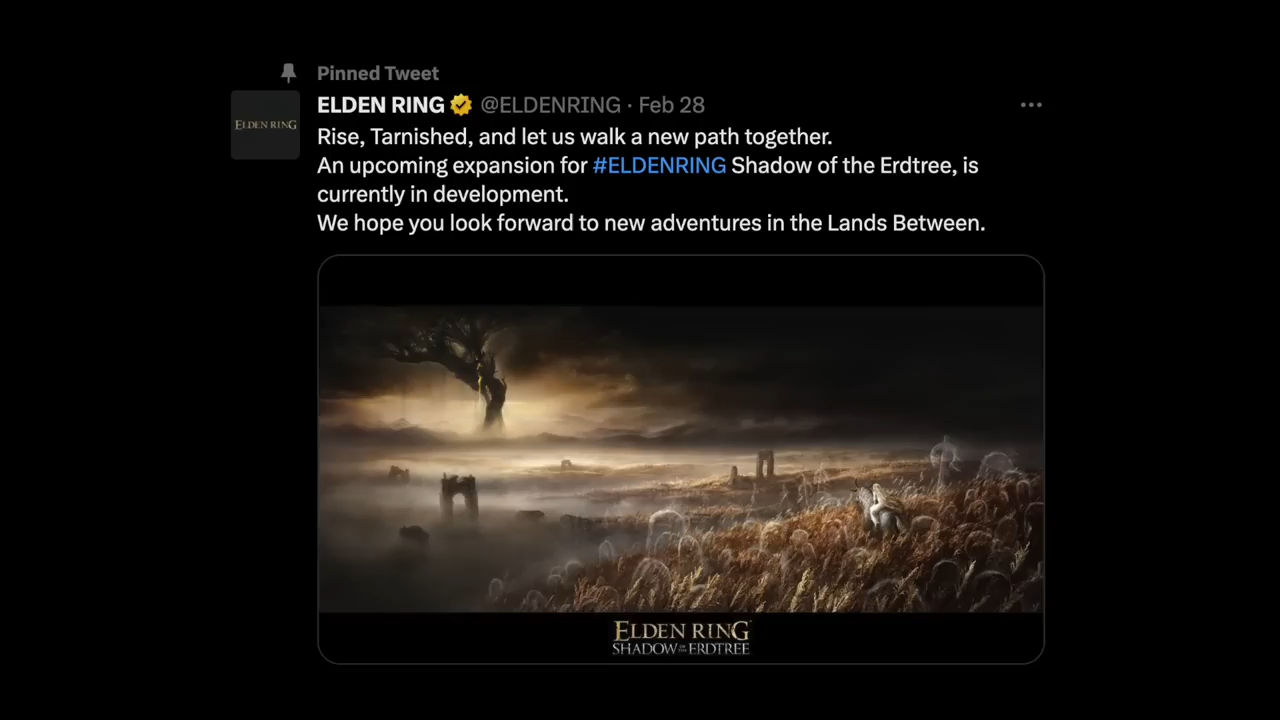 Pinned Tweet
ELDEN RING @ELDENRING · Feb 28
ELDEN RING
Rise, Tarnished, and let us walk a new path together.
An upcoming expansion for #ELDENRING Shadow of the Erdtree, is
currently in development.
We hope you look forward to new adventures in the Lands Between.
ELDEN RING
SHADOW OF THE ERDTREE